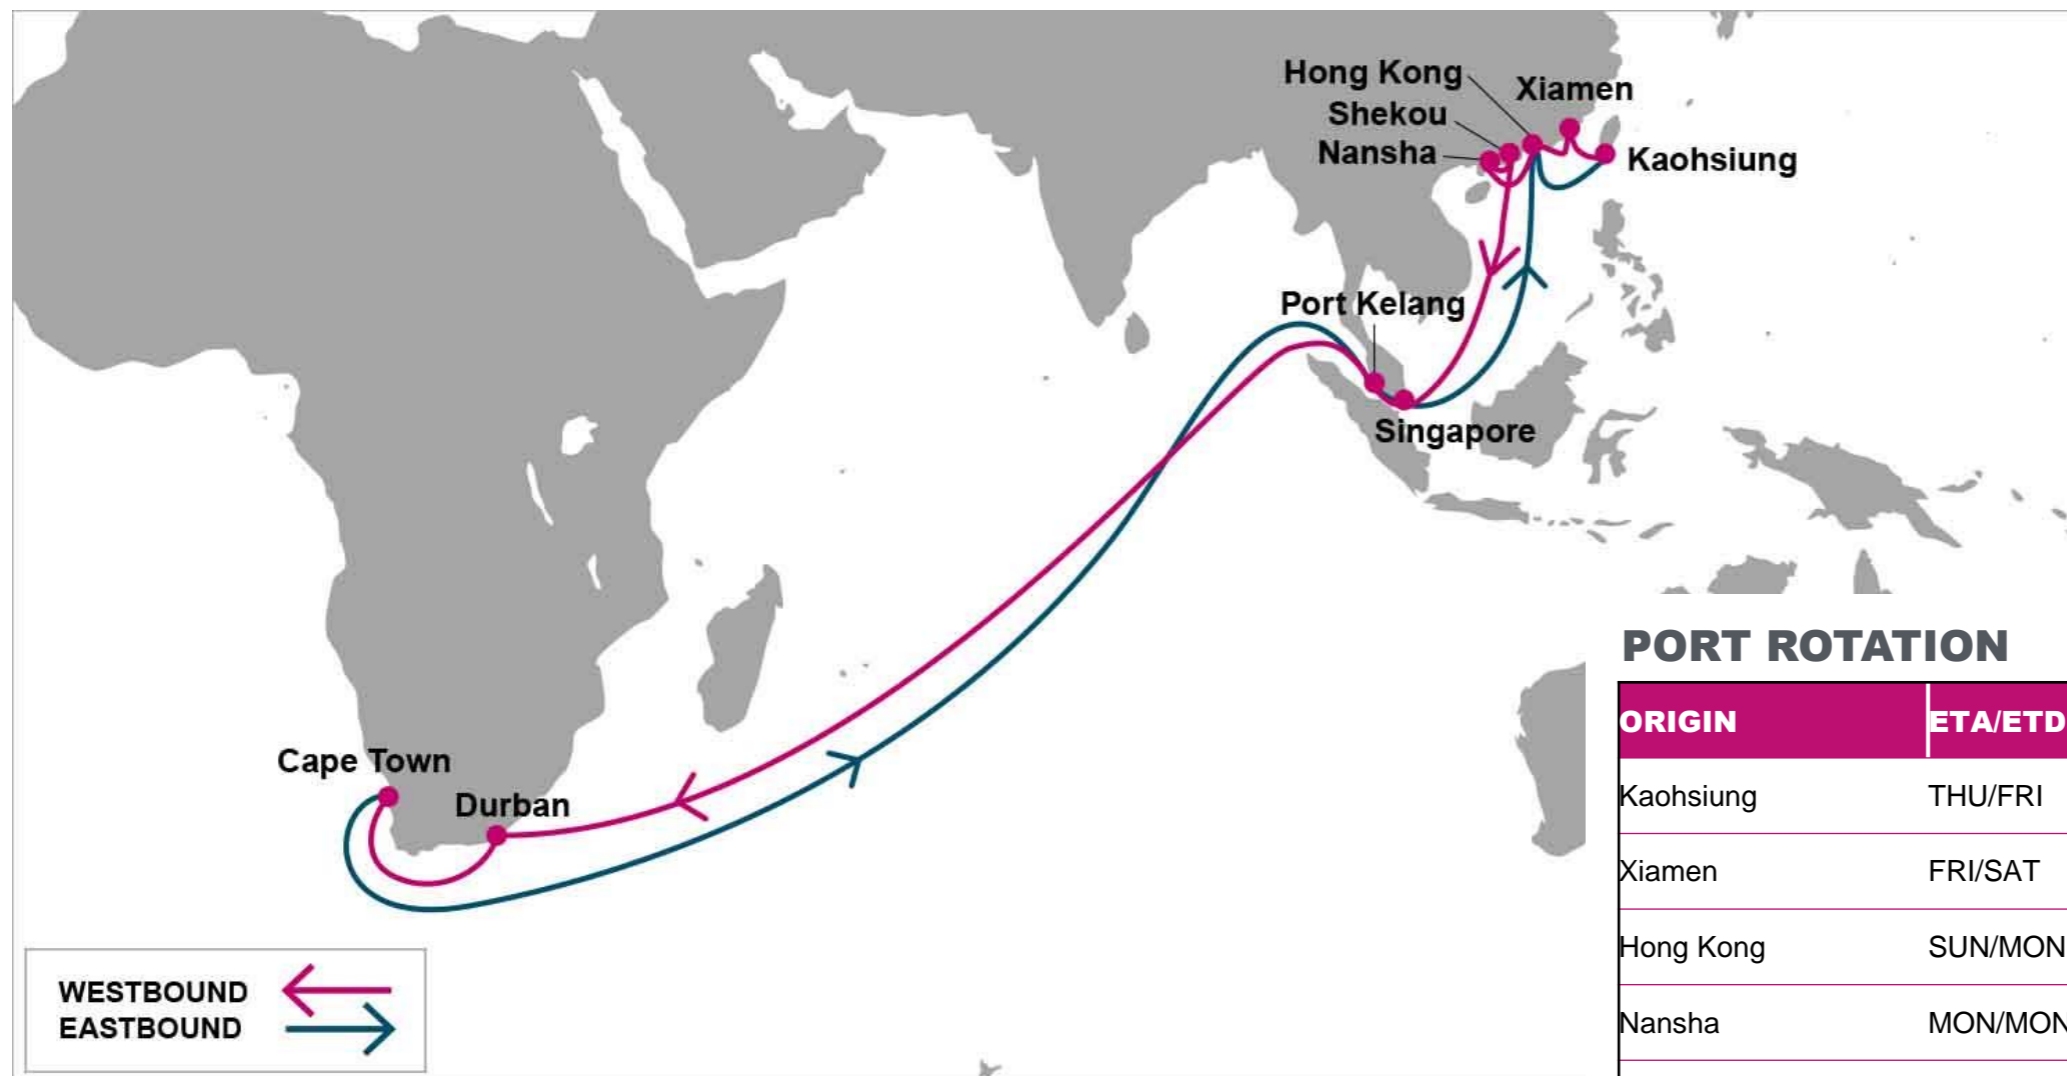 Hong Kong
Xiamen
Shekou
Nansha
Kaohsiung
Port Kelang
Singapore
Cape Town
Durban
WESTBOUND
EASTBOUND
PORT ROTATION
ORIGIN ETA/ETD
Kaohsiung THU/FRI
Xiamen FRI/SAT
Hong Kong SUN/MON
Nansha MON/MON